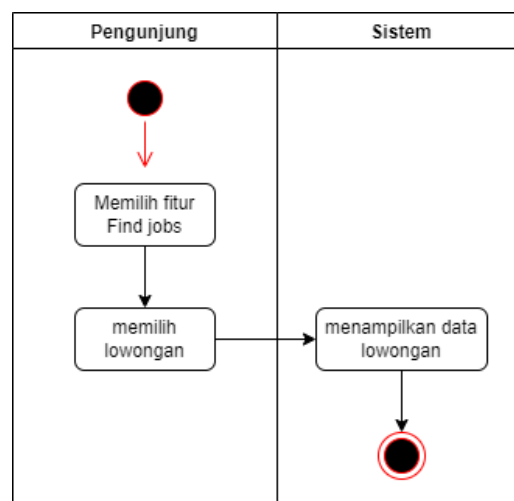 Pengunjung
Sistem
Memilih fitur
Find jobs
memilih
lowongan
menampilkan data
lowongan